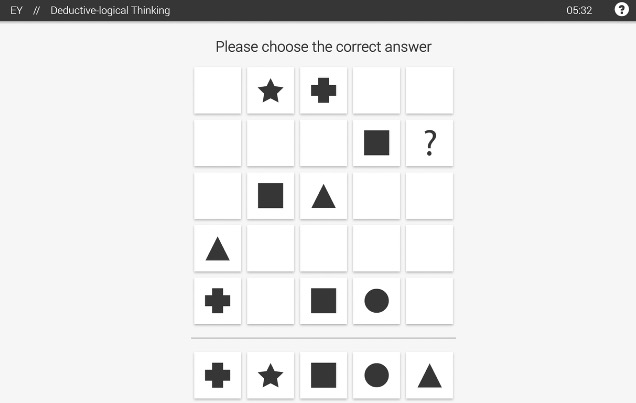 EY // Deductive-logical Thinking 05:32 ?
Please choose the correct answer
?